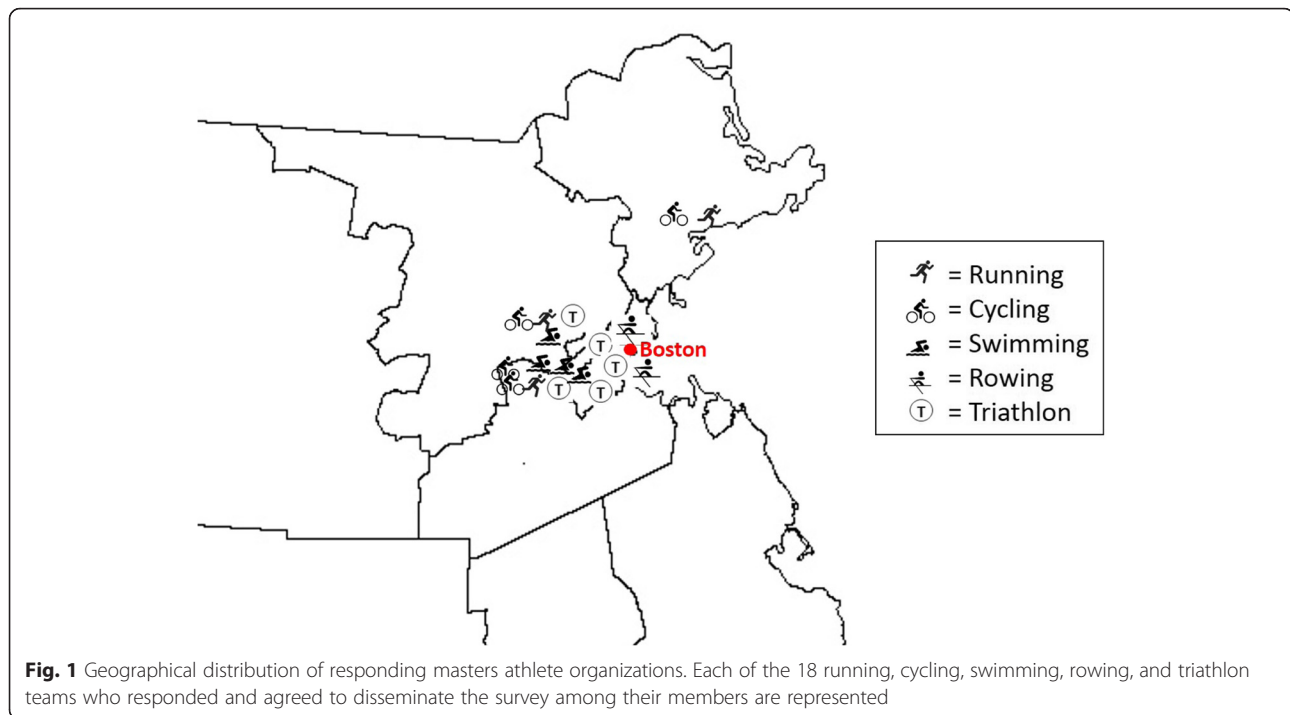 T
T
Boston
T
T
T
= Running
= Cycling
= Swimming
= Rowing
T = Triathlon
Fig. 1 Geographical distribution of responding masters athlete organizations. Each of the 18 running, cycling, swimming, rowing, and triathlon
teams who responded and agreed to disseminate the survey among their members are represented